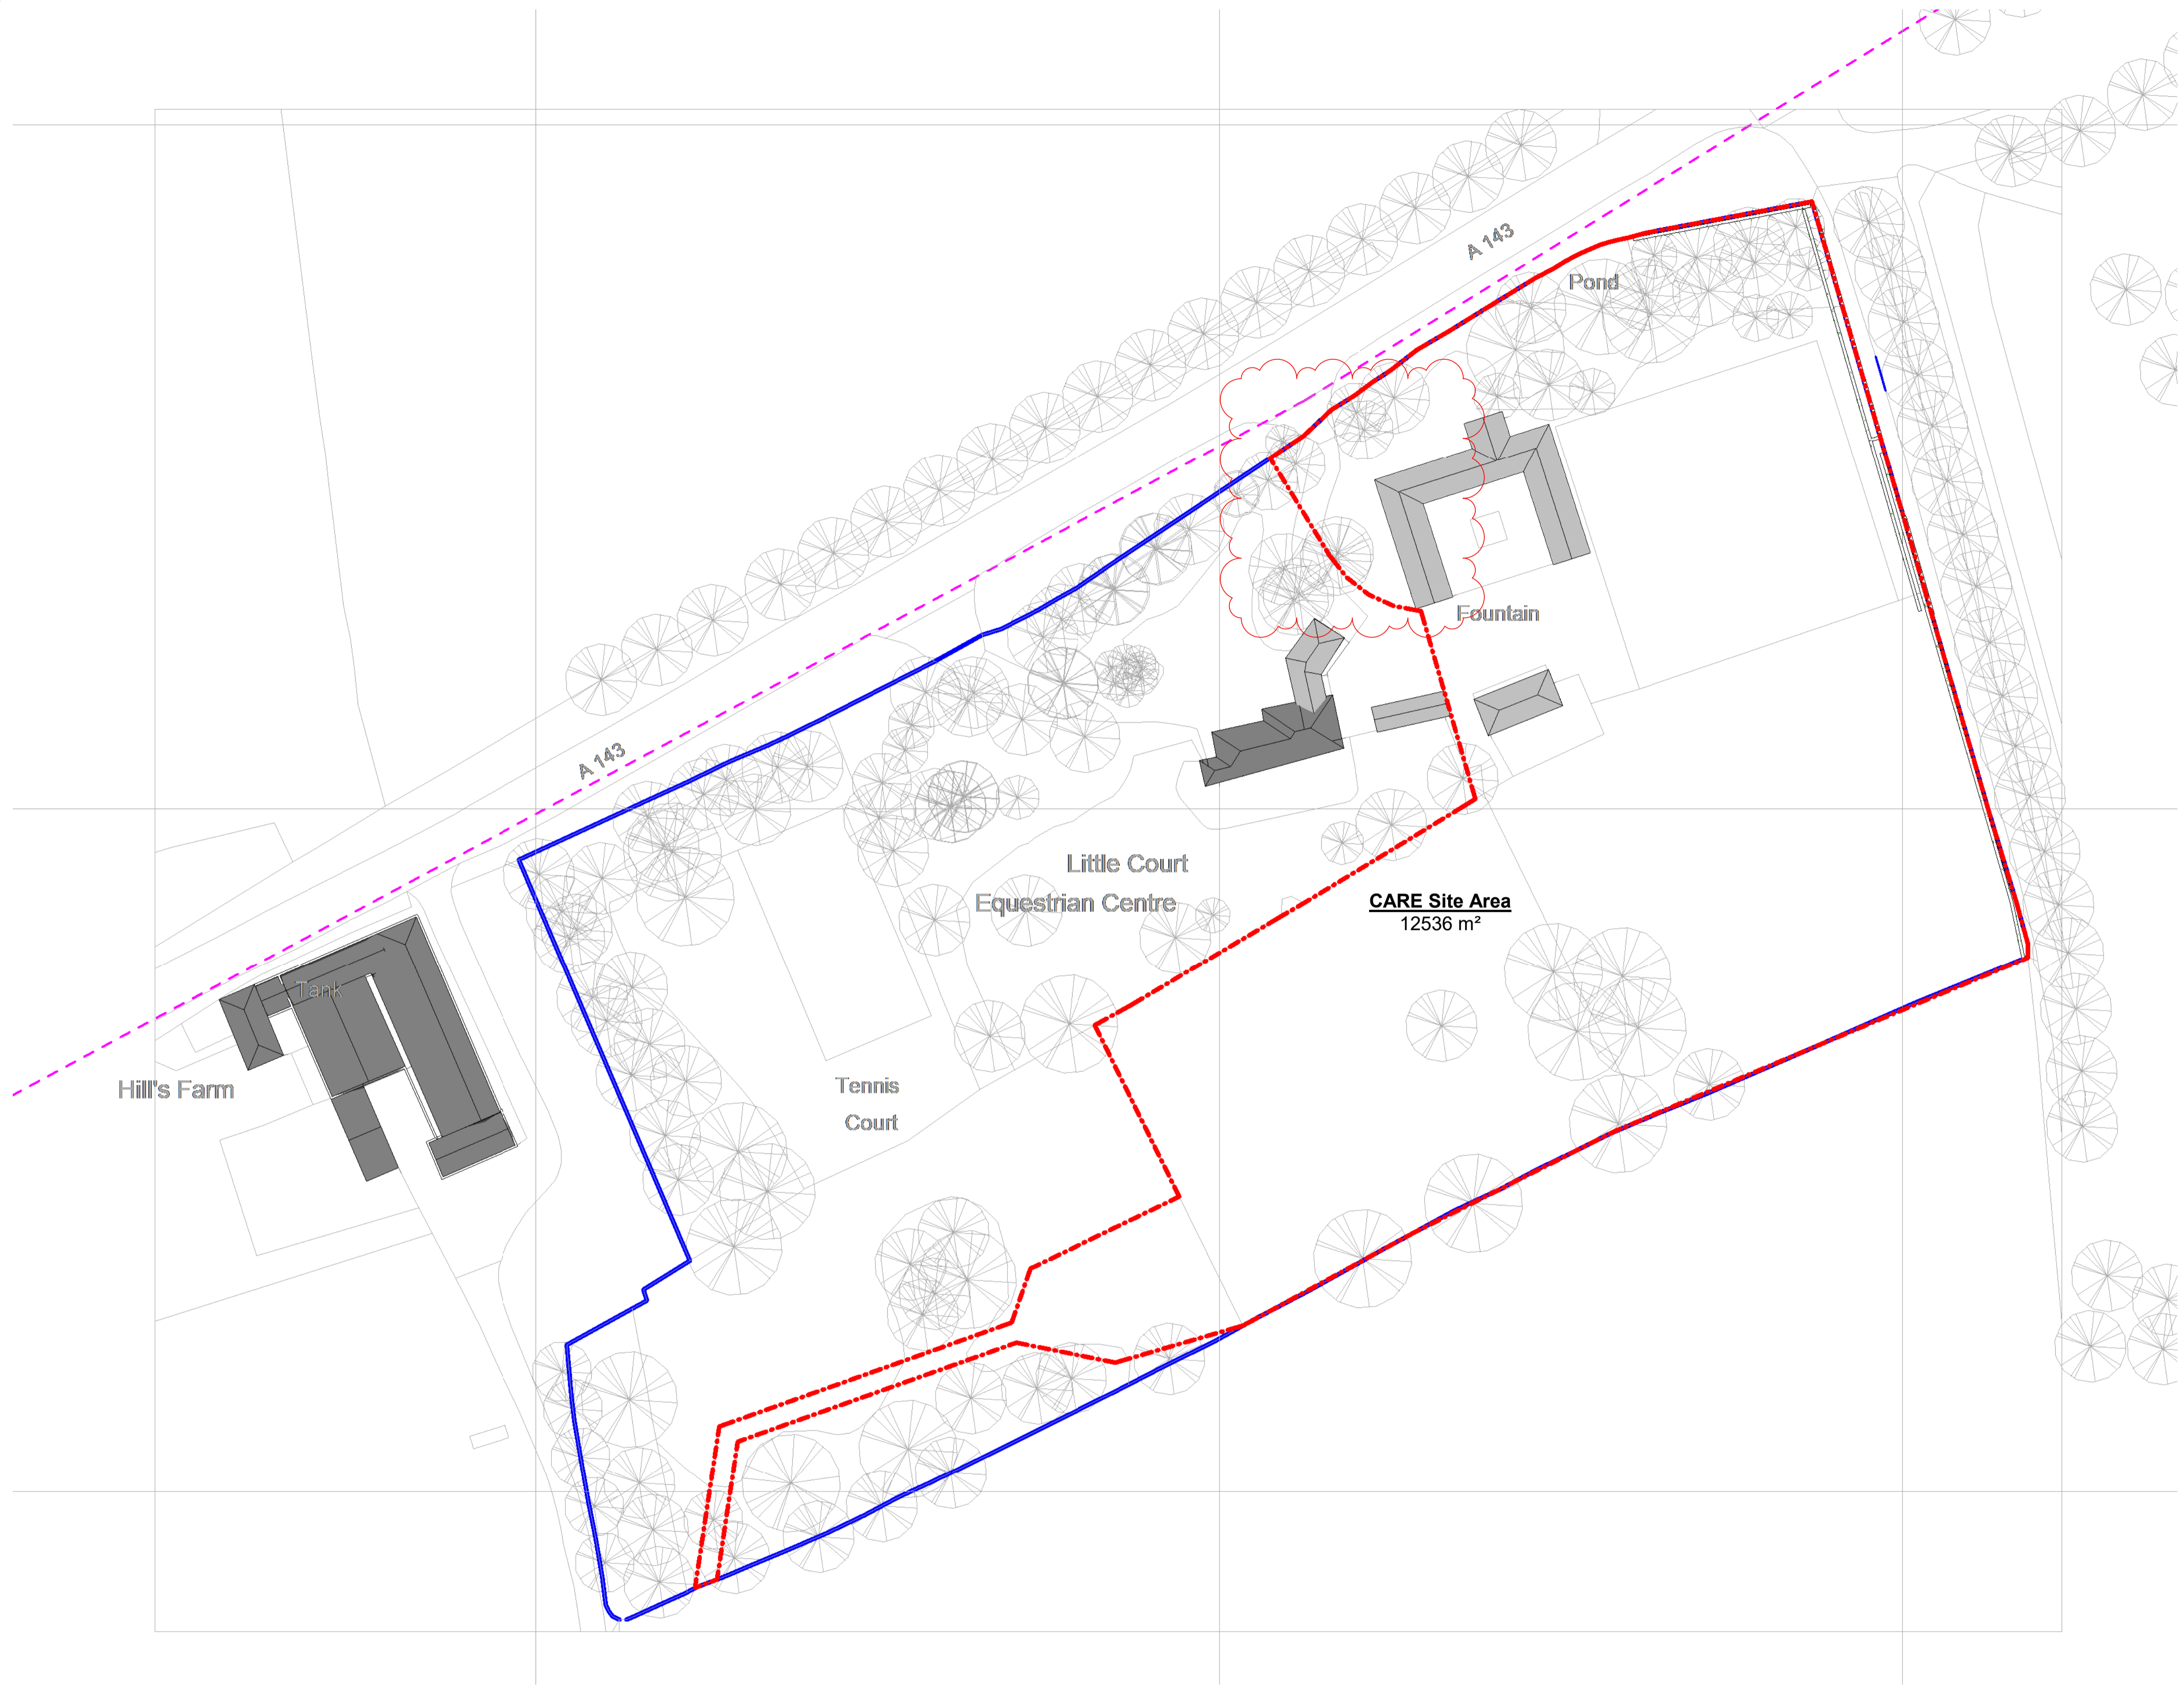 A 143
Pond
Fountain
A 143
Little Court
Equestrian Centre
CARE Site Area
12536 m²
Tank
Hill's Farm
Tennis
Court